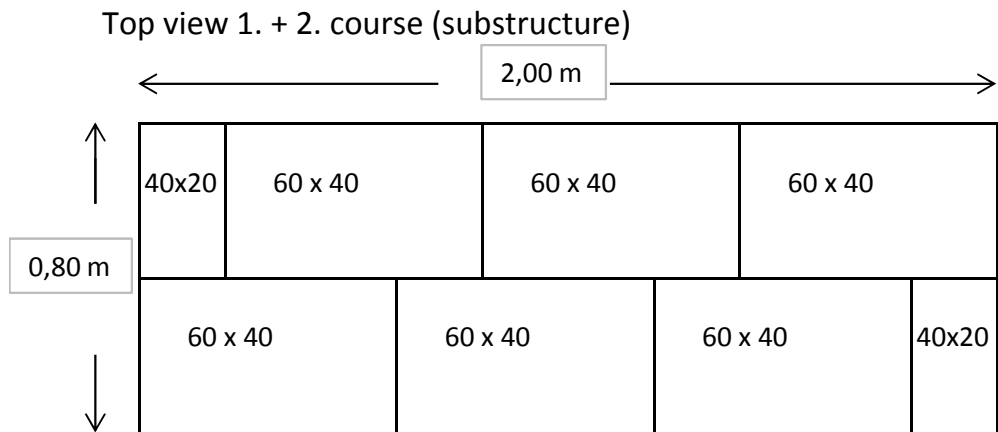 Top view 1. + 2. course (substructure)
2,00 m
40x20 60 x 40 60 x 40 60 x 40
0,80 m
60 x 40 60 x 40 60 x 40 40x20